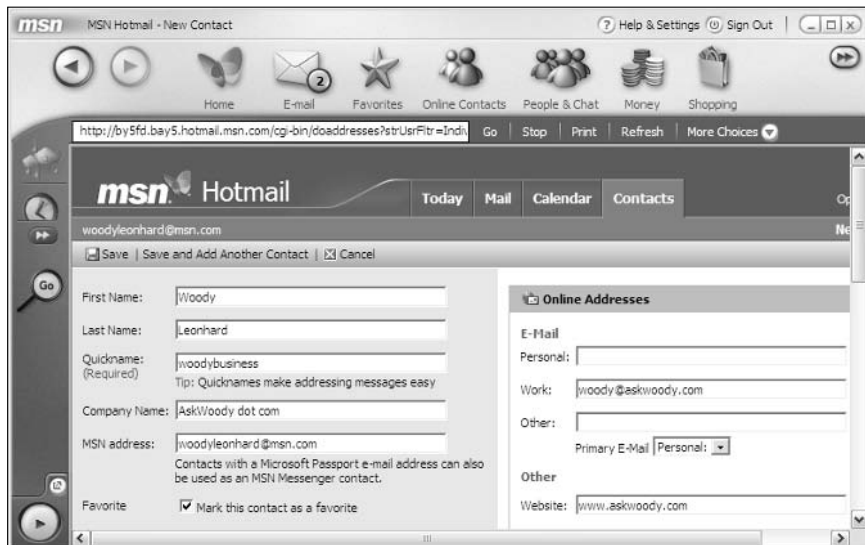 msn MSN Hotmail - New Contact Help & Settings Sign Out
2
Home E-mail Favorites Online Contacts People & Chat Money Shopping
http://by5fd.bay5.hotmail.msn.com/cgi-bin/doaddresses?strUsrFltr=Indiv Go Stop Print Refresh More Choices
msn Hotmail Today Mail Calendar Contacts Op
woodyleonhard@msn.com Ne
Save | Save and Add Another Contact | Cancel
Go
First Name: Woody
Last Name: Leonhard
Quickname: woodybusiness
(Required)
Tip: Quicknames make addressing messages easy
Company Name: AskWoody dot com
MSN address: woodyleonhard@msn.com
Contacts with a Microsoft Passport e-mail address can also
be used as an MSN Messenger contact.
Favorite Mark this contact as a favorite
Online Addresses
E-Mail
Personal:
Work: woody@askwoody.com
Other:
Primary E-Mail Personal:
Other
Website: www.askwoody.com